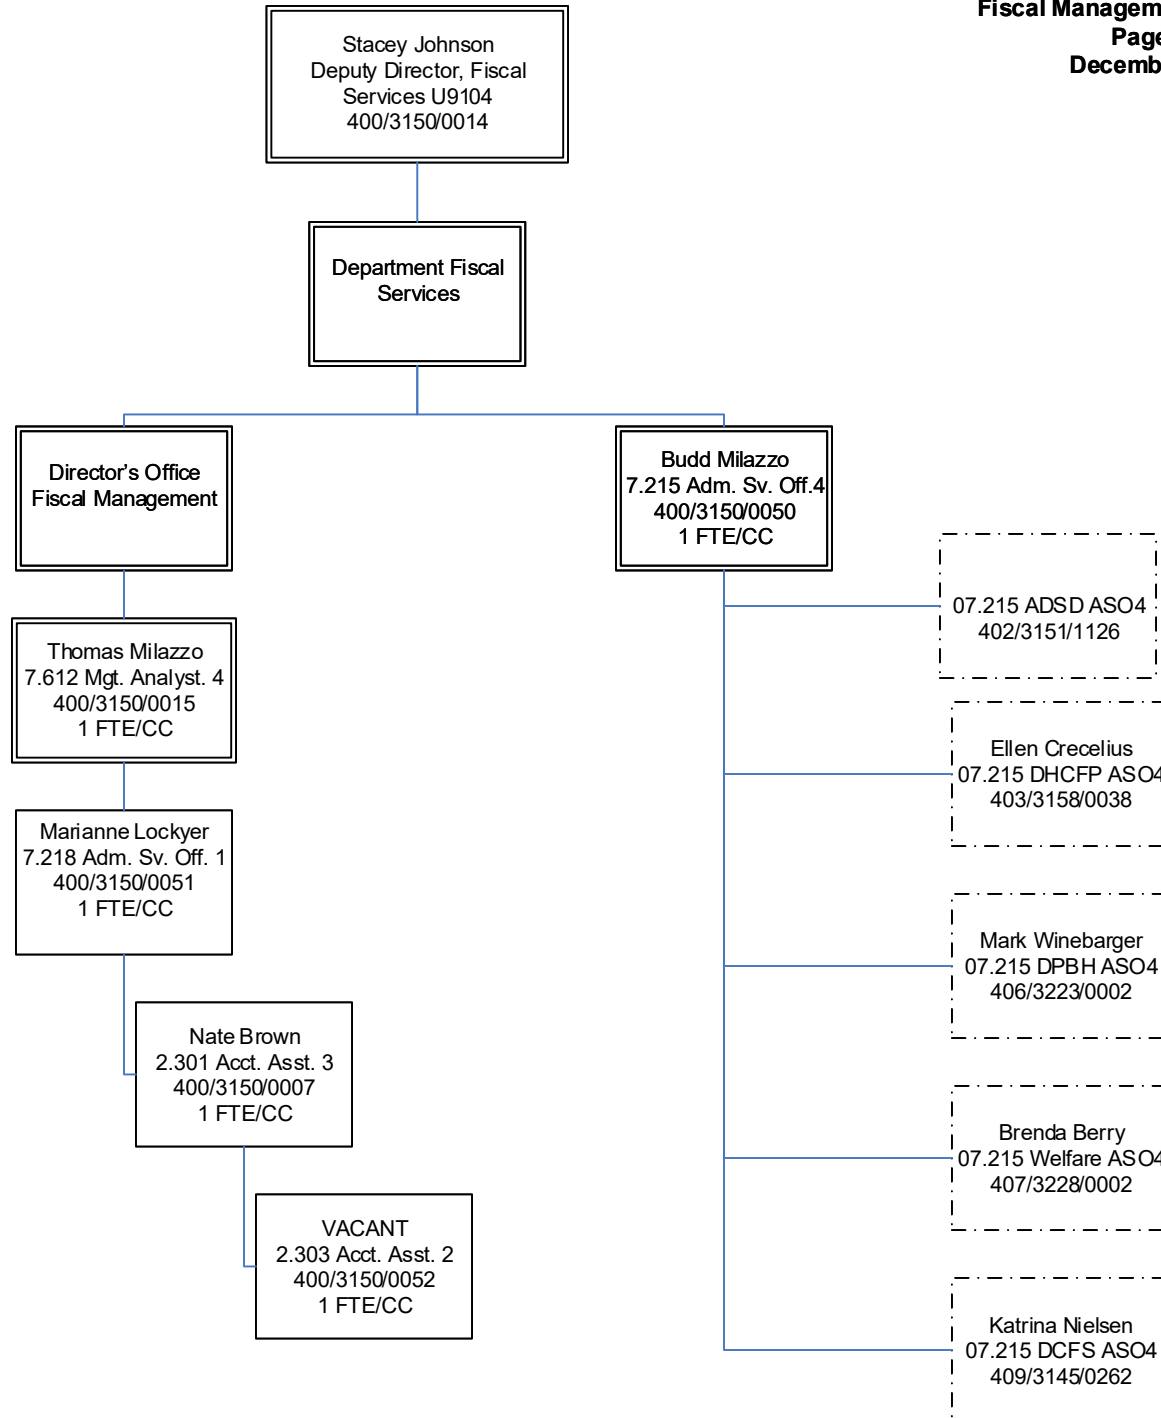 Fiscal Managem
Page
Decemb
Stacey Johnson
Deputy Director, Fiscal
Services U9104
400/3150/0014
Department Fiscal
Services
Director's Office
Fiscal Management
Budd Milazzo
7.215 Adm. Sv. Off.4
400/3150/0050
1 FTE/CC
07.215 ADSD ASO4
402/3151/1126
Thomas Milazzo
7.612 Mgt. Analyst. 4
400/3150/0015
1 FTE/CC
Ellen Crecelius
07.215 DHCFP ASO4
403/3158/0038
Marianne Lockyer
7.218 Adm. Sv. Off. 1
400/3150/0051
1 FTE/CC
Mark Winebarger
07.215 DPBH ASO4
406/3223/0002
Nate Brown
2.301 Acct. Asst. 3
400/3150/0007
1 FTE/CC
Brenda Berry
07.215 Welfare ASO4
407/3228/0002
VACANT
2.303 Acct. Asst. 2
400/3150/0052
1 FTE/CC
Katrina Nielsen
07.215 DCFS ASO4
409/3145/0262